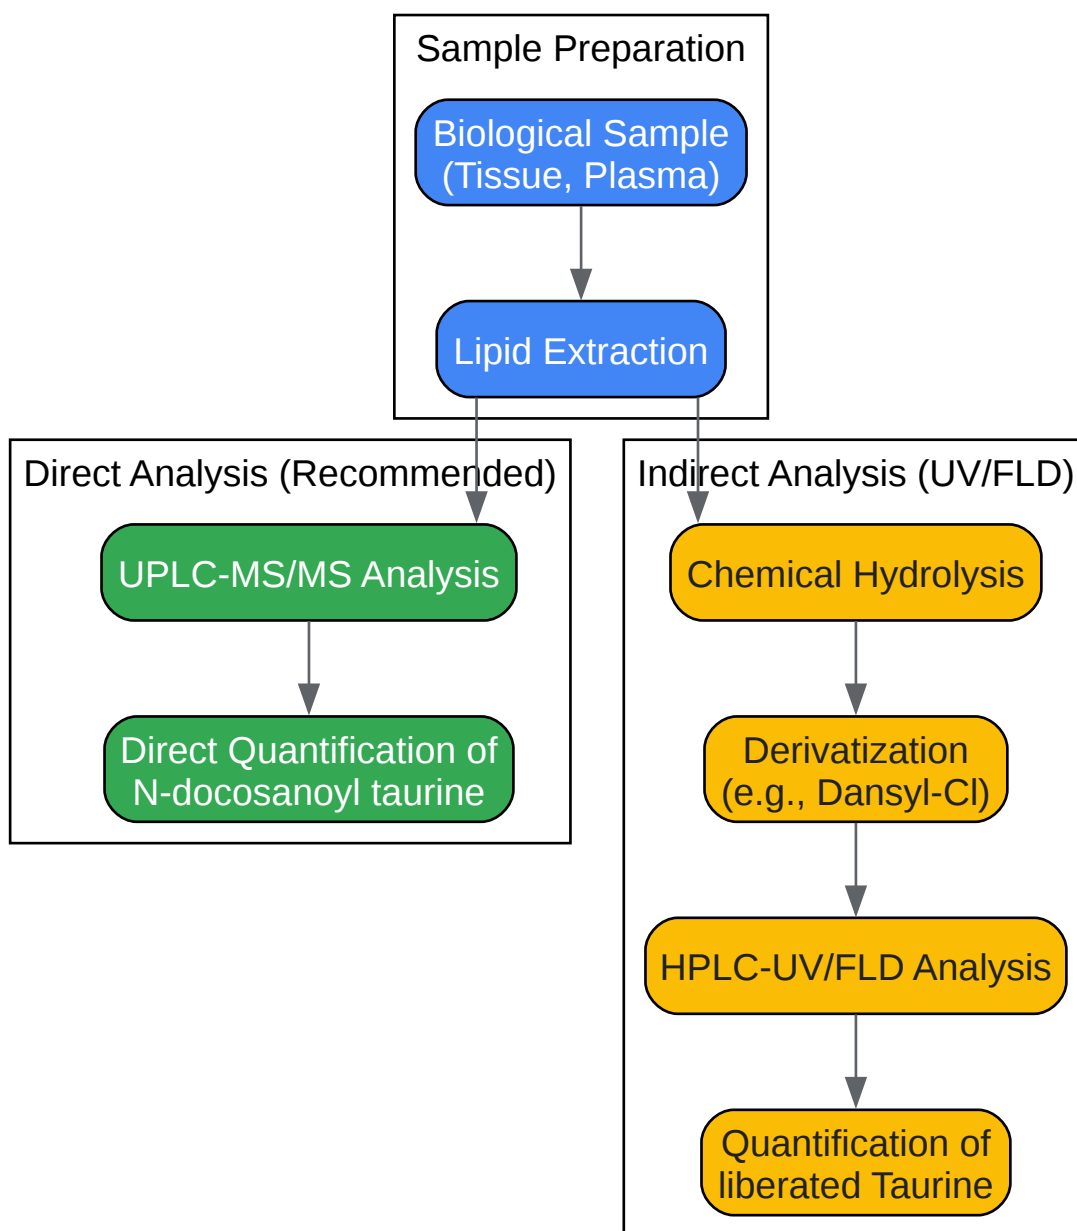 Sample Preparation
Biological Sample
(Tissue, Plasma)
Lipid Extraction
Direct Analysis (Recommended)
UPLC-MS/MS Analysis
Direct Quantification of
N-docosanoyl taurine
Indirect Analysis (UV/FLD)
Chemical Hydrolysis
Derivatization
(e.g., Dansyl-Cl)
HPLC-UV/FLD Analysis
Quantification of
liberated Taurine